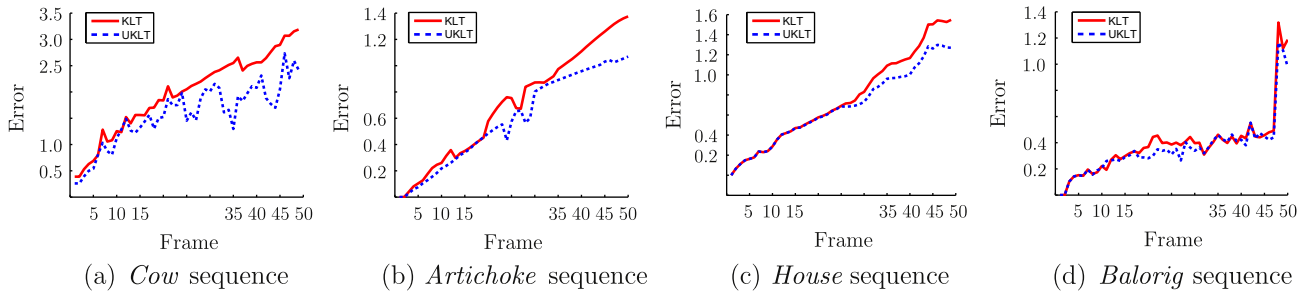 3.5
2.5
1.0
0.5
Error
KLT
UKLT
5 10 15 35 40 45 50
Frame
(a) Cow sequence
1.4
1.2
1.0
0.6
0.4
0.2
Error
KLT
UKLT
5 10 15 35 40 45 50
Frame
(b) Artichoke sequence
1.6
1.4
1.2
1.0
0.4
0.2
Error
KLT
UKLT
5 10 15 35 40 45 50
Frame
(c) House sequence
1.4
1.2
1.0
0.4
0.2
Error
KLT
UKLT
5 10 15 35 40 45 50
Frame
(d) Balorig sequence